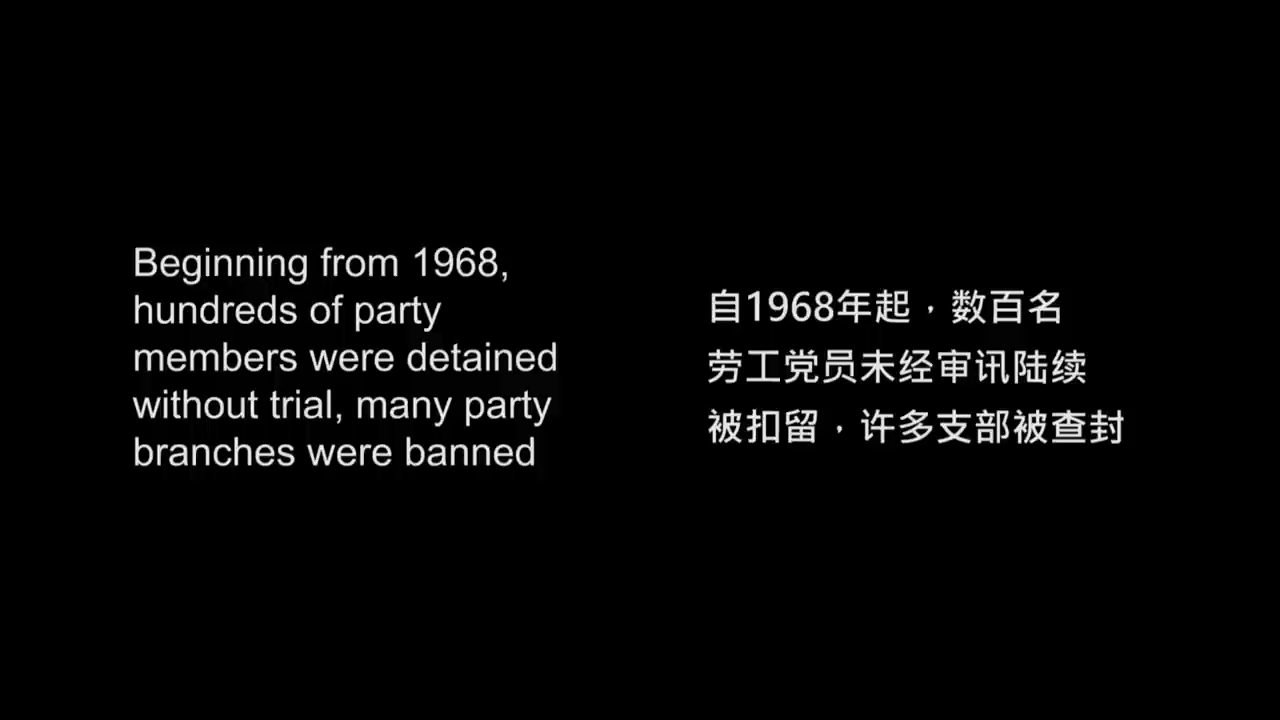 Beginning from 1968,
hundreds of party
members were detained
without trial, many party
branches were banned
自1968年起，数百名
劳工党员未经审讯陆续
被扣留，许多支部被查封